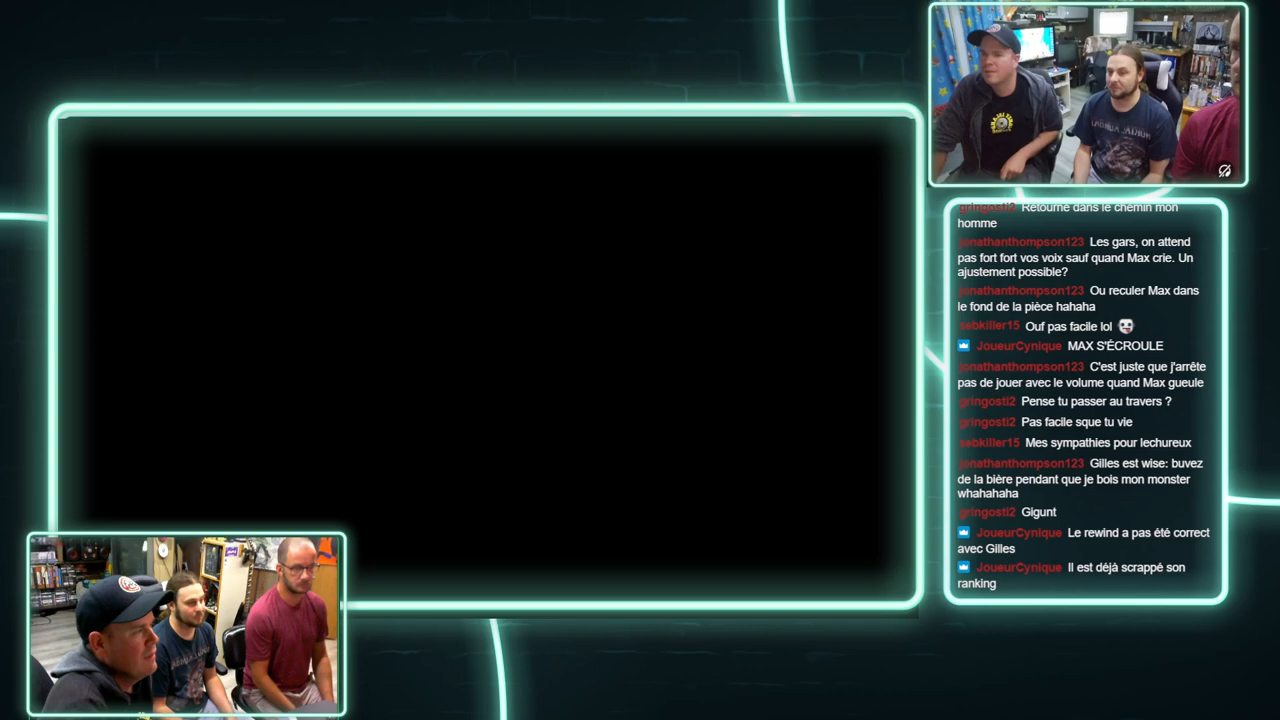 gringosti2 Retourne dans le chemin mon
homme
jonathanthompson123 Les gars, on attend
pas fort fort vos voix sauf quand Max crie. Un
ajustement possible?
jonathanthompson123 Ou reculer Max dans
le fond de la pièce hahaha
sebkiller15 Ouf pas facile lol
JoueurCynique MAX S'ÉCROULE
jonathanthompson123 C'est juste que j'arrête
pas de jouer avec le volume quand Max gueule
gringosti2 Pense tu passer au travers ?
gringosti2 Pas facile sque tu vie
sebkiller15 Mes sympathies pour lechureux
jonathanthompson123 Gilles est wise: buvez
de la bière pendant que je bois mon monster
whahahaha
gringosti2 Gigunt
JoueurCynique Le rewind a pas été correct
avec Gilles
JoueurCynique Il est déjà scrappé son
ranking